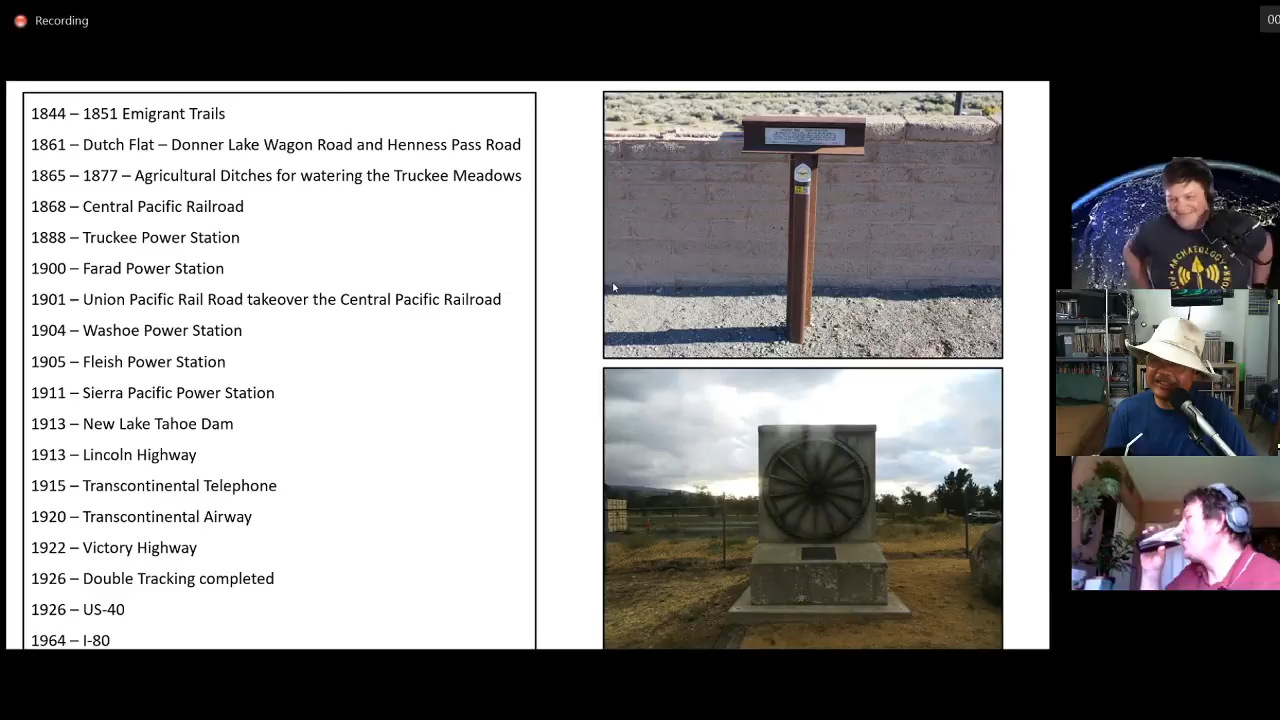 Recording
00
1844 – 1851 Emigrant Trails
1861 – Dutch Flat – Donner Lake Wagon Road and Henness Pass Road
1865 – 1877 – Agricultural Ditches for watering the Truckee Meadows
1868 – Central Pacific Railroad
1888 – Truckee Power Station
1900 – Farad Power Station
1901 – Union Pacific Rail Road takeover the Central Pacific Railroad
1904 – Washoe Power Station
1905 – Fleish Power Station
1911 – Sierra Pacific Power Station
1913 – New Lake Tahoe Dam
1913 – Lincoln Highway
1915 – Transcontinental Telephone
1920 – Transcontinental Airway
1922 – Victory Highway
1926 – Double Tracking completed
1926 – US-40
1964 – I-80
ARCHAEOLOGY